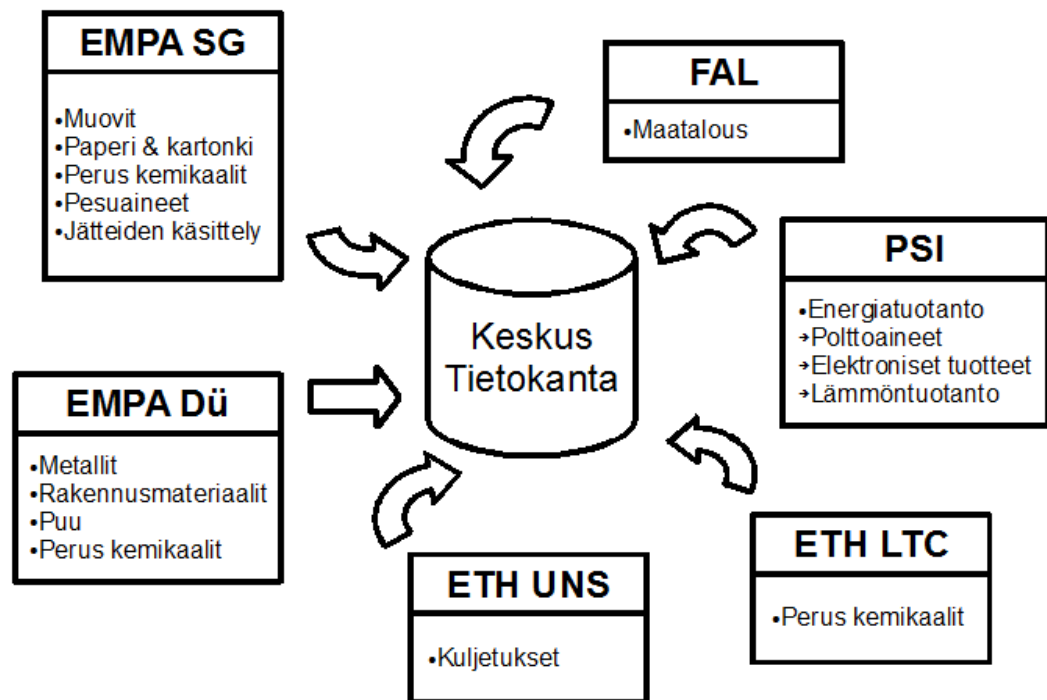 EMPA SG
•Muovit
•Paperi & kartonki
•Perus kemikaalit
•Pesuaineet
•Jätteiden käsittely
FAL
•Maatalous
PSI
•Energiatuotanto
→Polttoaineet
→Elektroniset tuotteet
→Lämmöntuotanto
Keskus
Tietokanta
EMPA Dü
•Metallit
•Rakennusmateriaalit
•Puu
•Perus kemikaalit
ETH UNS
•Kuljetukset
ETH LTC
•Perus kemikaalit